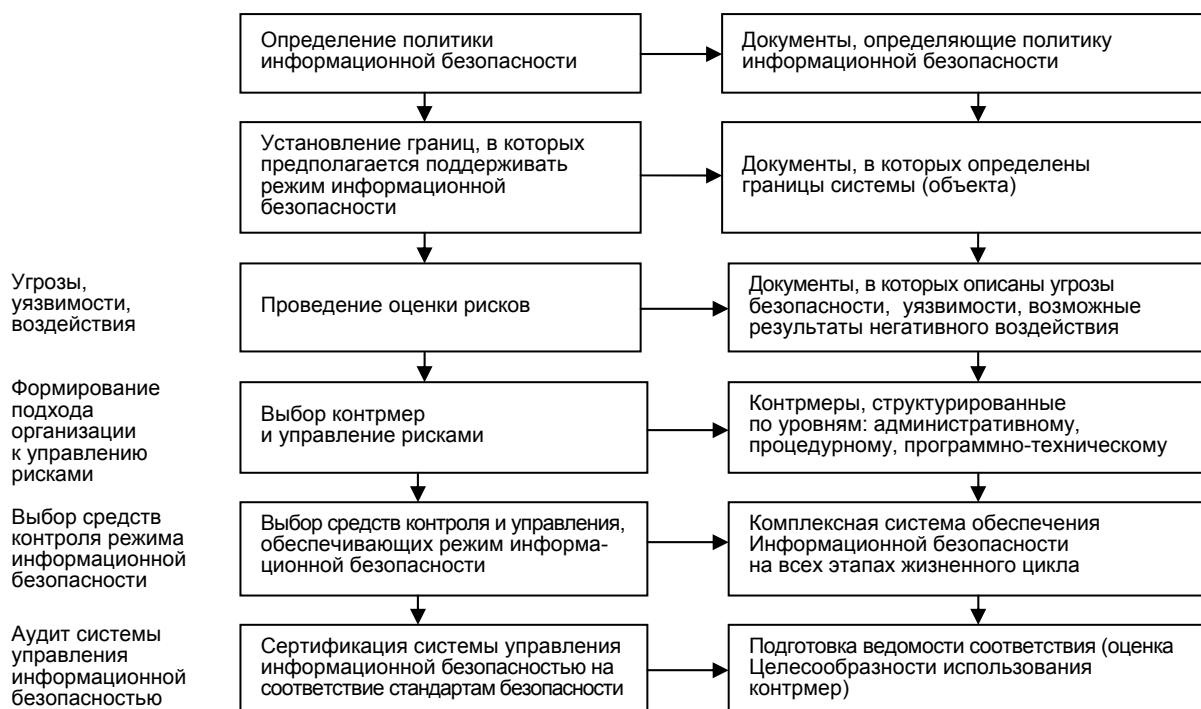 Определение политики
информационной безопасности
Документы, определяющие политику
информационной безопасности
Установление границ, в которых
предполагается поддерживать
режим информационной
безопасности
Документы, в которых определены
границы системы (объекта)
Угрозы,
уязвимости,
воздействия
Проведение оценки рисков
Документы, в которых описаны угрозы
безопасности, уязвимости, возможные
результаты негативного воздействия
Формирование
подхода
организации
к управлению
рисками
Выбор контрмер
и управление рисками
Контрмеры, структурированные
по уровням: административному,
процедурному, программно-техническому
Выбор средств
контроля режима
информационной
безопасности
Выбор средств контроля и управления,
обеспечивающих режим информа-
ционной безопасности
Комплексная система обеспечения
Информационной безопасности
на всех этапах жизненного цикла
Аудит системы
управления
информационной
безопасностью
Сертификация системы управления
информационной безопасностью на
соответствие стандартам безопасности
Подготовка ведомости соответствия (оценка
Целесообразности использования
контрмер)